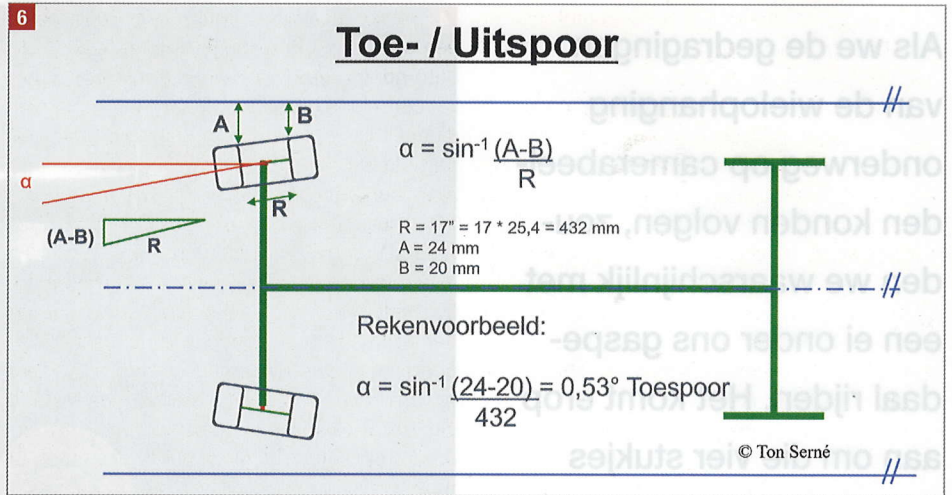 6
Toe- / Uitspoor
A
B
α = sin⁻¹ (A-B)
R
α
R
(A-B)
R
R = 17" = 17 * 25,4 = 432 mm
A = 24 mm
B = 20 mm
Rekenvoorbeeld:
α = sin⁻¹ (24-20) = 0,53° Toespoor
432
© Ton Serné
Als we de gedraging
van de wielophanging
onderweg op camerabeel
den konden volgen, zou-
den we waarschijnlijk met
een ei onder ons gaspe-
daal rijden. Het komt erop
aan om die vier stukjes